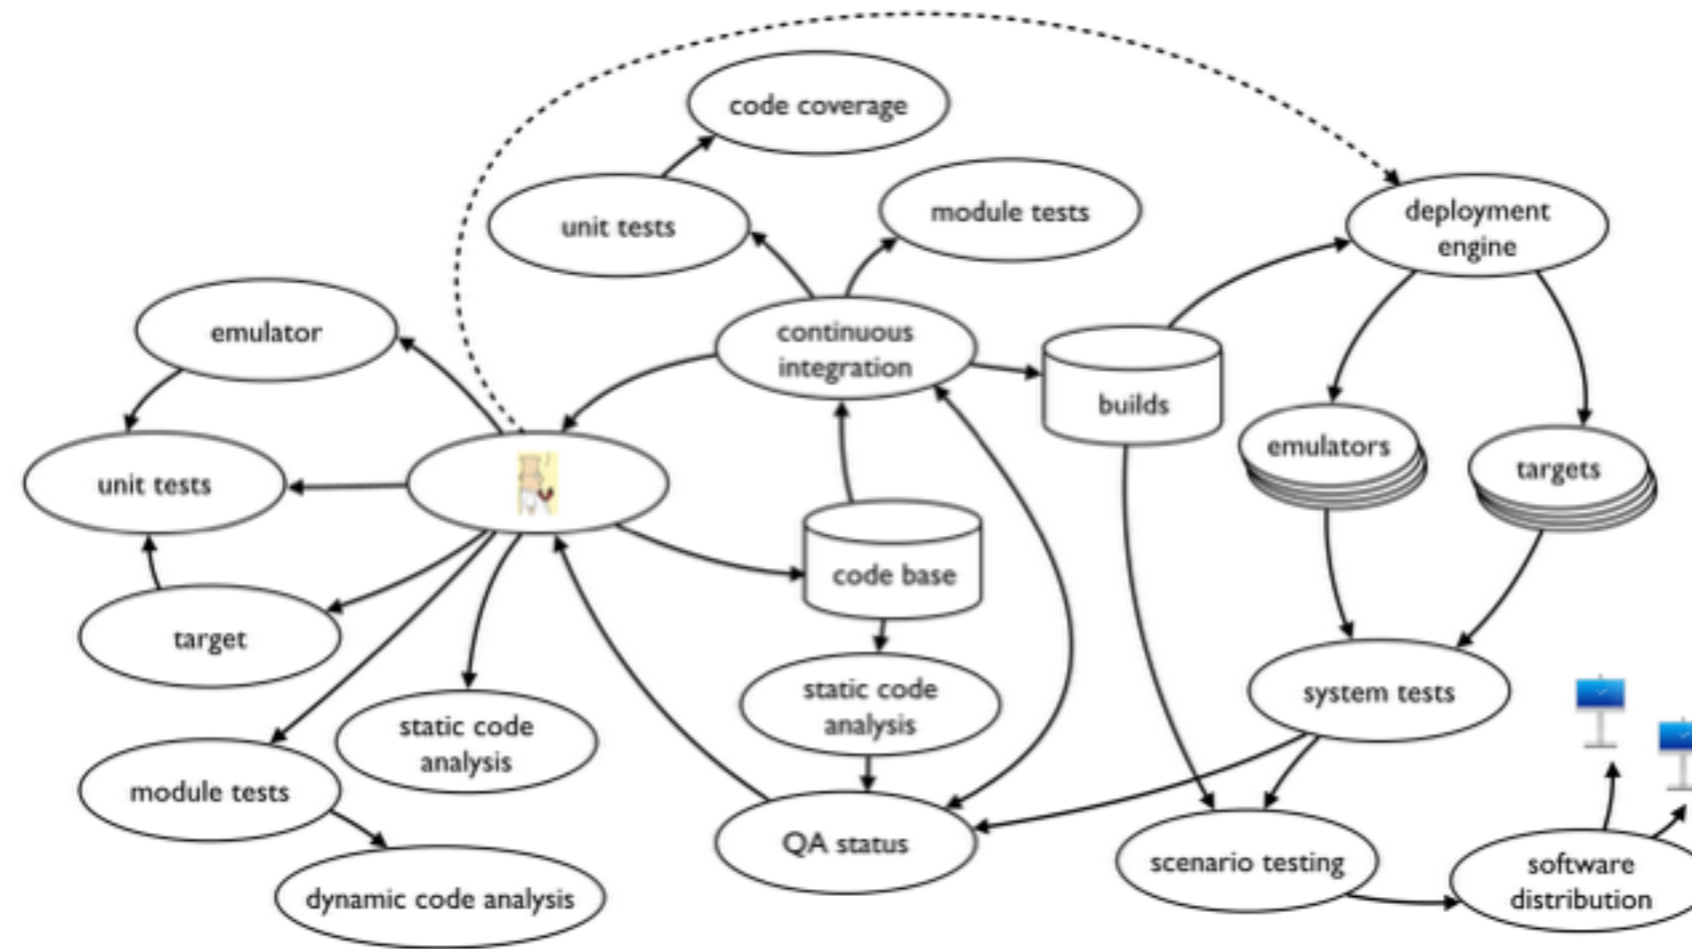 code coverage
unit tests
module tests
deployment
engine
emulator
continuous
integration
builds
emulators
targets
unit tests
code base
target
static code
analysis
system tests
static code
analysis
module tests
QA status
scenario testing
software
distribution
dynamic code analysis